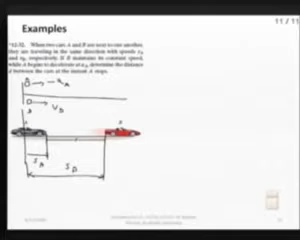 11 / 11
Examples
*12-32. When two cars A and B are next to one another,
they are traveling in the same direction with speeds v_A
and v_B, respectively. If B maintains its constant speed,
while A begins to decelerate at a_A, determine the distance
d between the cars at the instant A stops.
→ -a_A
→ V_B
S_A
S_B